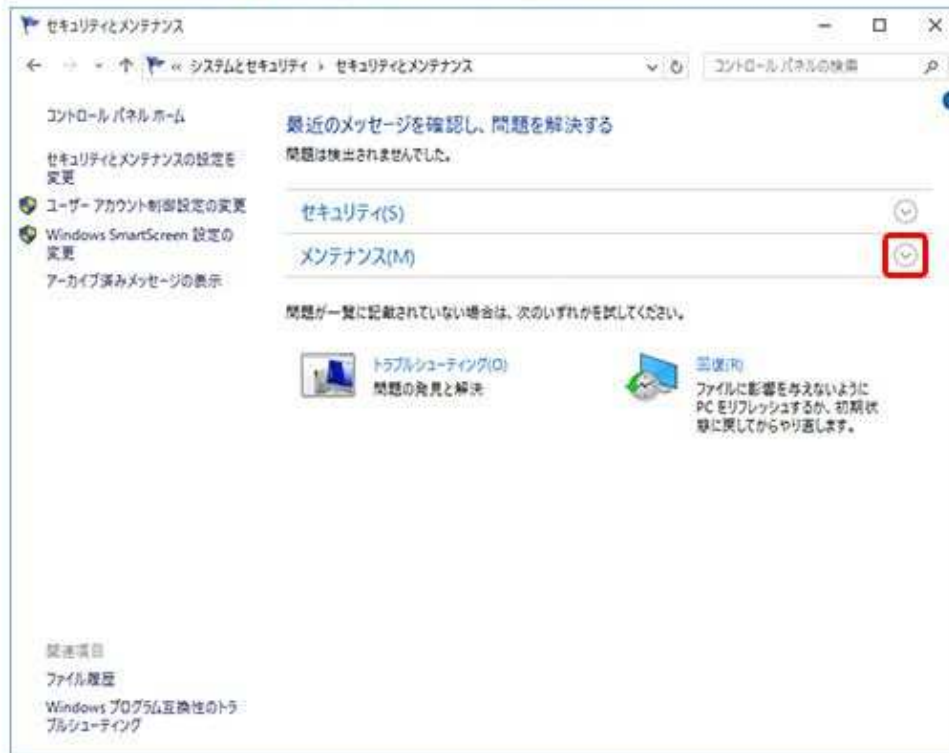 セキュリティとメンテナンス
« システムとセキュリティ › セキュリティとメンテナンス
コントロール パネルの検索
コントロール パネル ホーム
セキュリティとメンテナンスの設定を
変更
ユーザー アカウント制御設定の変更
Windows SmartScreen 設定の
変更
アーカイブ済みメッセージの表示
最近のメッセージを確認し、問題を解決する
問題は検出されませんでした。
セキュリティ(S)
メンテナンス(M)
問題が一覧に記載されていない場合は、次のいずれかを試してください。
トラブルシューティング(O)
問題の発見と解決
回復(R)
ファイルに影響を与えないように
PC をリフレッシュするか、初期状
態に戻してからやり直します。
関連項目
ファイル履歴
Windows プログラム互換性のトラ
ブルシューティング